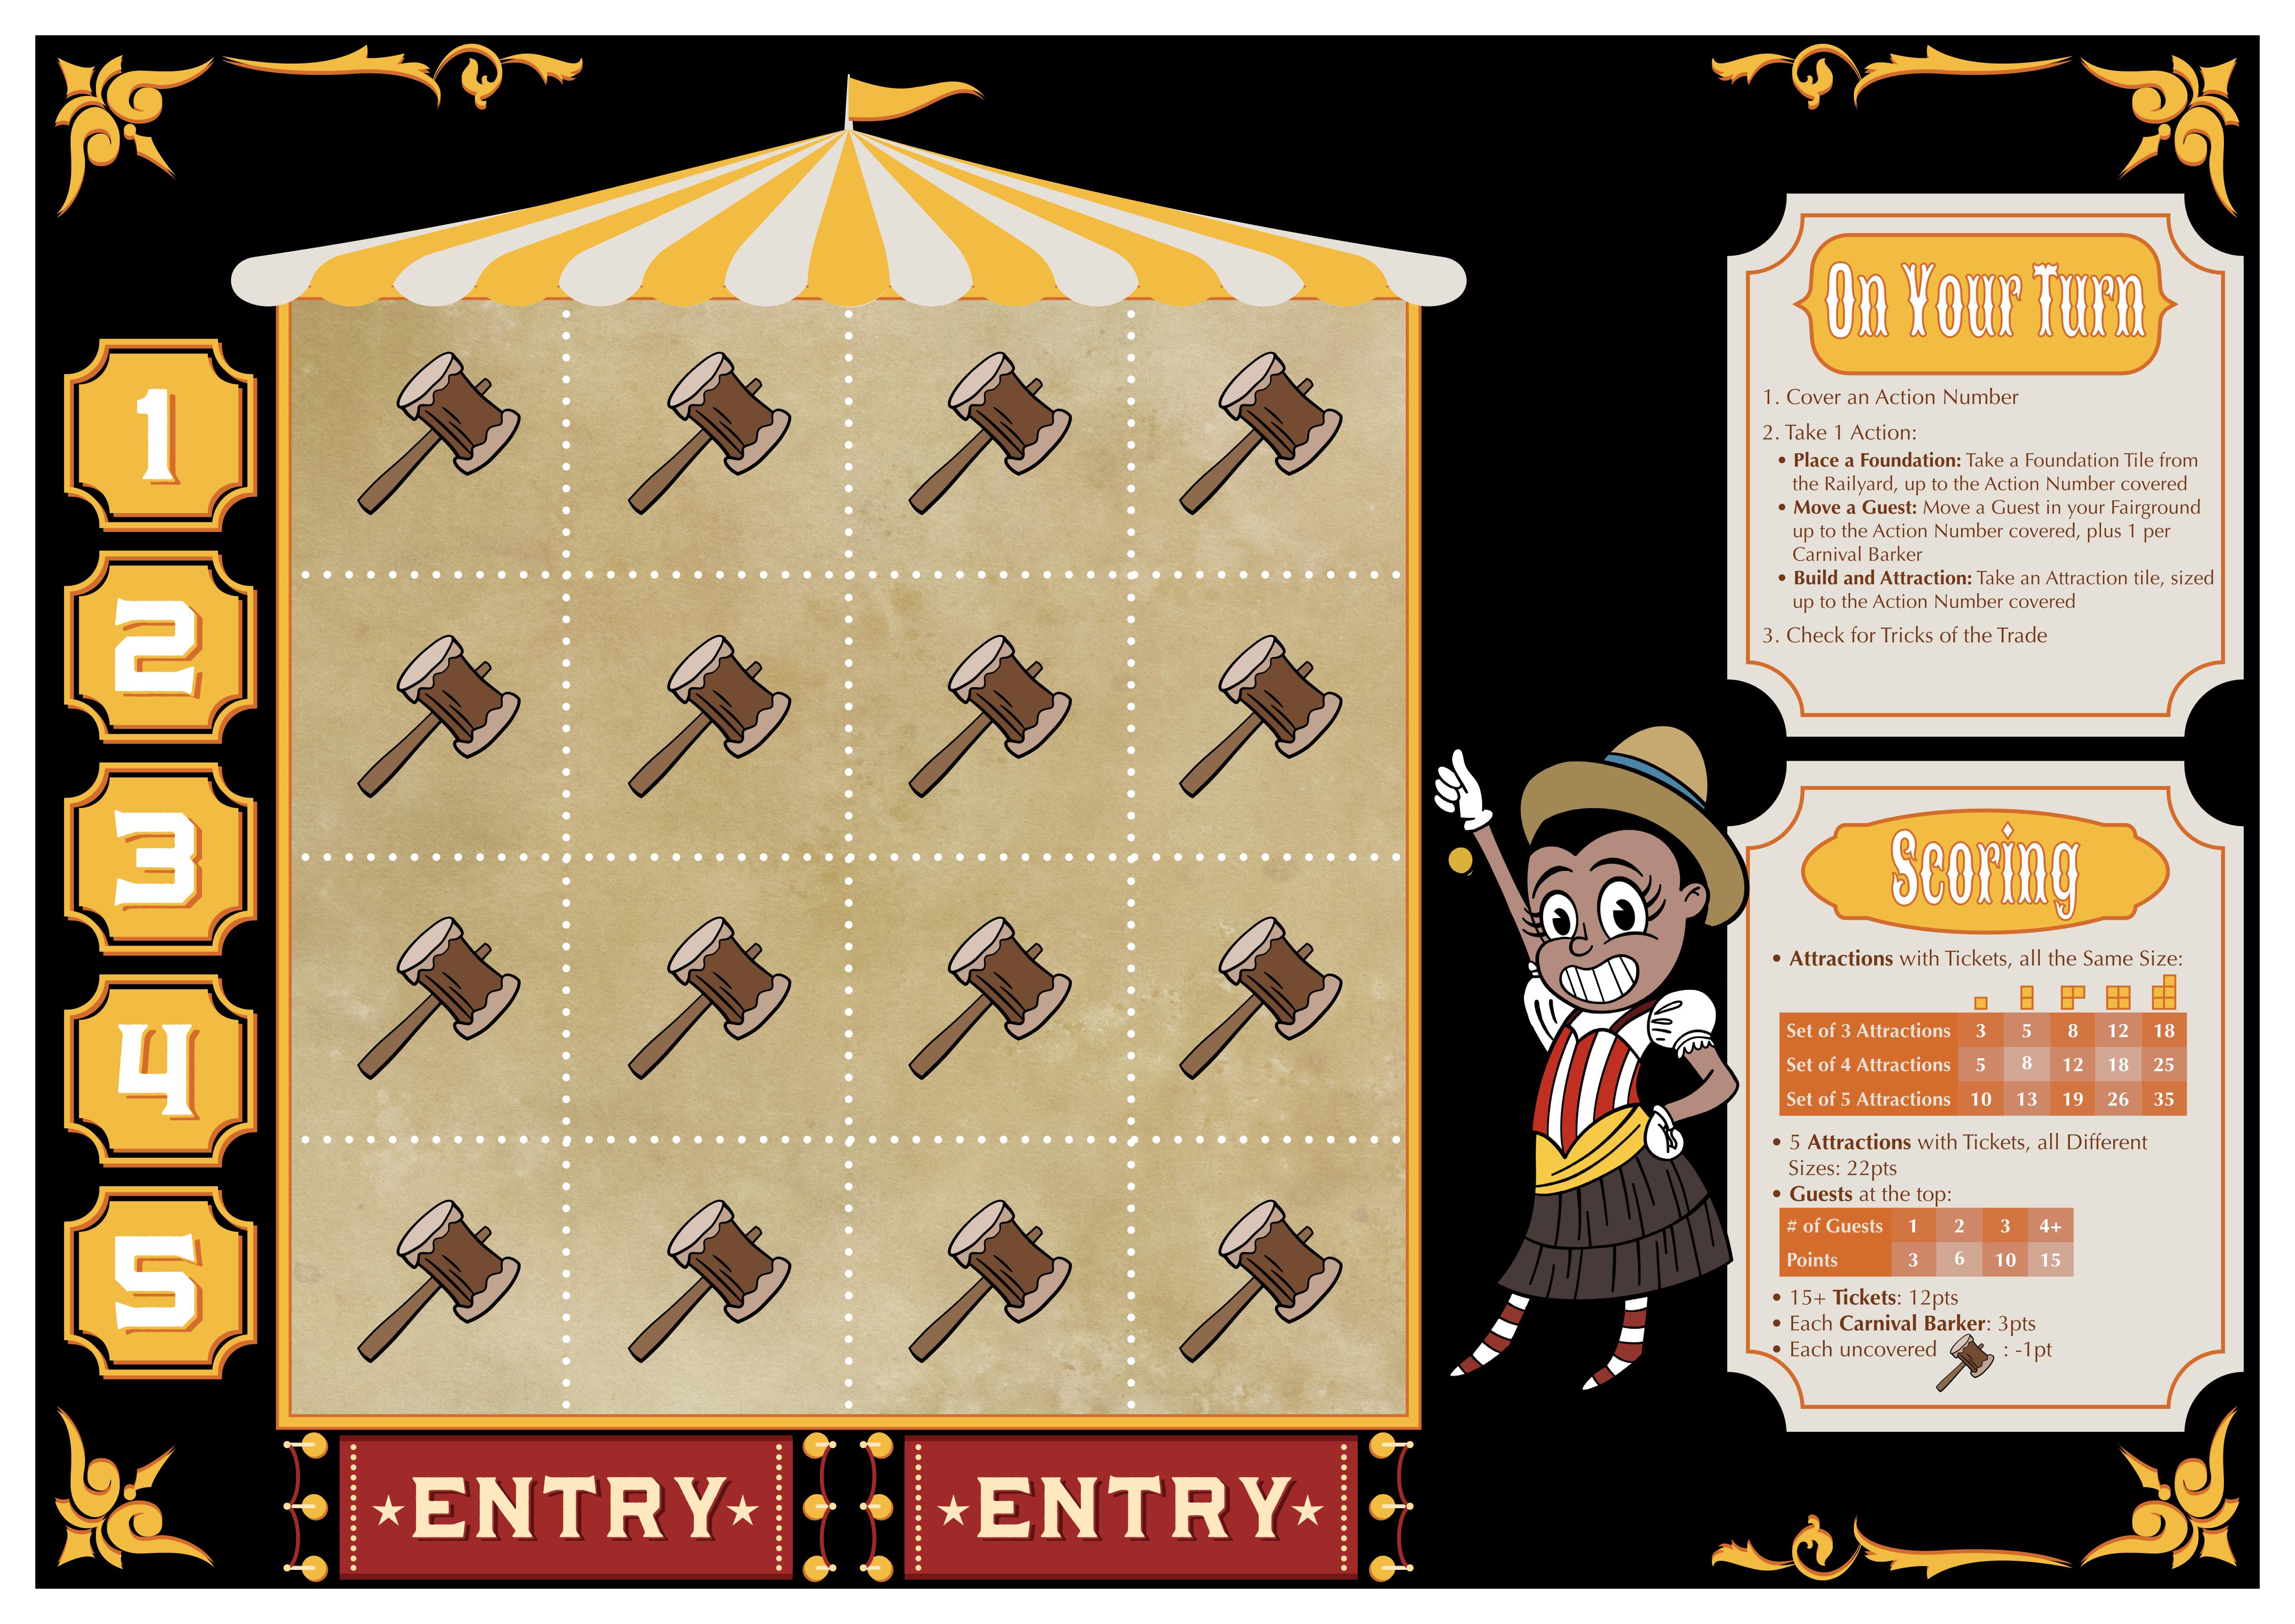 1
2
3
4
5
ENTRY ENTRY
On Your Turn
1. Cover an Action Number
2. Take 1 Action:
• Place a Foundation: Take a Foundation Tile from
the Railyard, up to the Action Number covered
• Move a Guest: Move a Guest in your Fairground
up to the Action Number covered, plus 1 per
Carnival Barker
• Build and Attraction: Take an Attraction tile, sized
up to the Action Number covered
3. Check for Tricks of the Trade
Scoring
• Attractions with Tickets, all the Same Size:
Set of 3 Attractions 3 5 8 12 18
Set of 4 Attractions 5 8 12 18 25
Set of 5 Attractions 10 13 19 26 35
• 5 Attractions with Tickets, all Different
Sizes: 22pts
• Guests at the top:
# of Guests 1 2 3 4+
Points 3 6 10 15
• 15+ Tickets: 12pts
• Each Carnival Barker: 3pts
• Each uncovered : -1pt